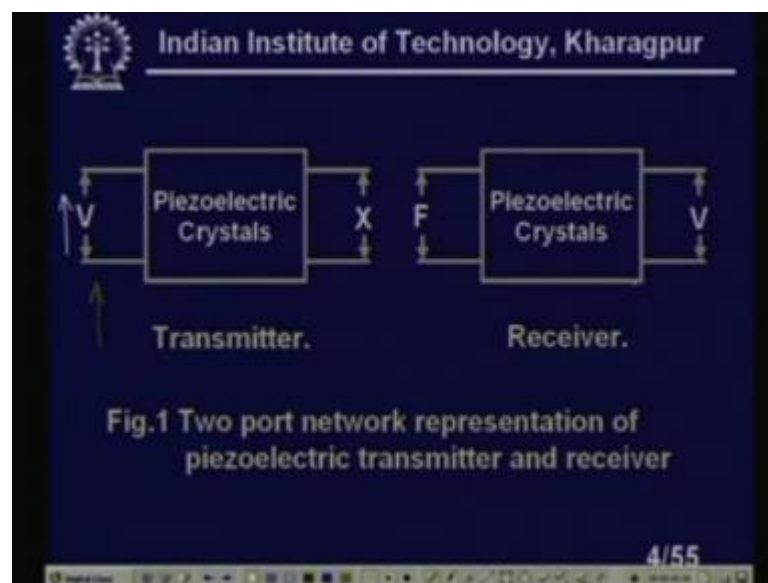 Indian Institute of Technology, Kharagpur
V
Piezoelectric
Crystals
X
F
Piezoelectric
Crystals
V
Transmitter.
Receiver.
Fig.1 Two port network representation of
piezoelectric transmitter and receiver
4/55